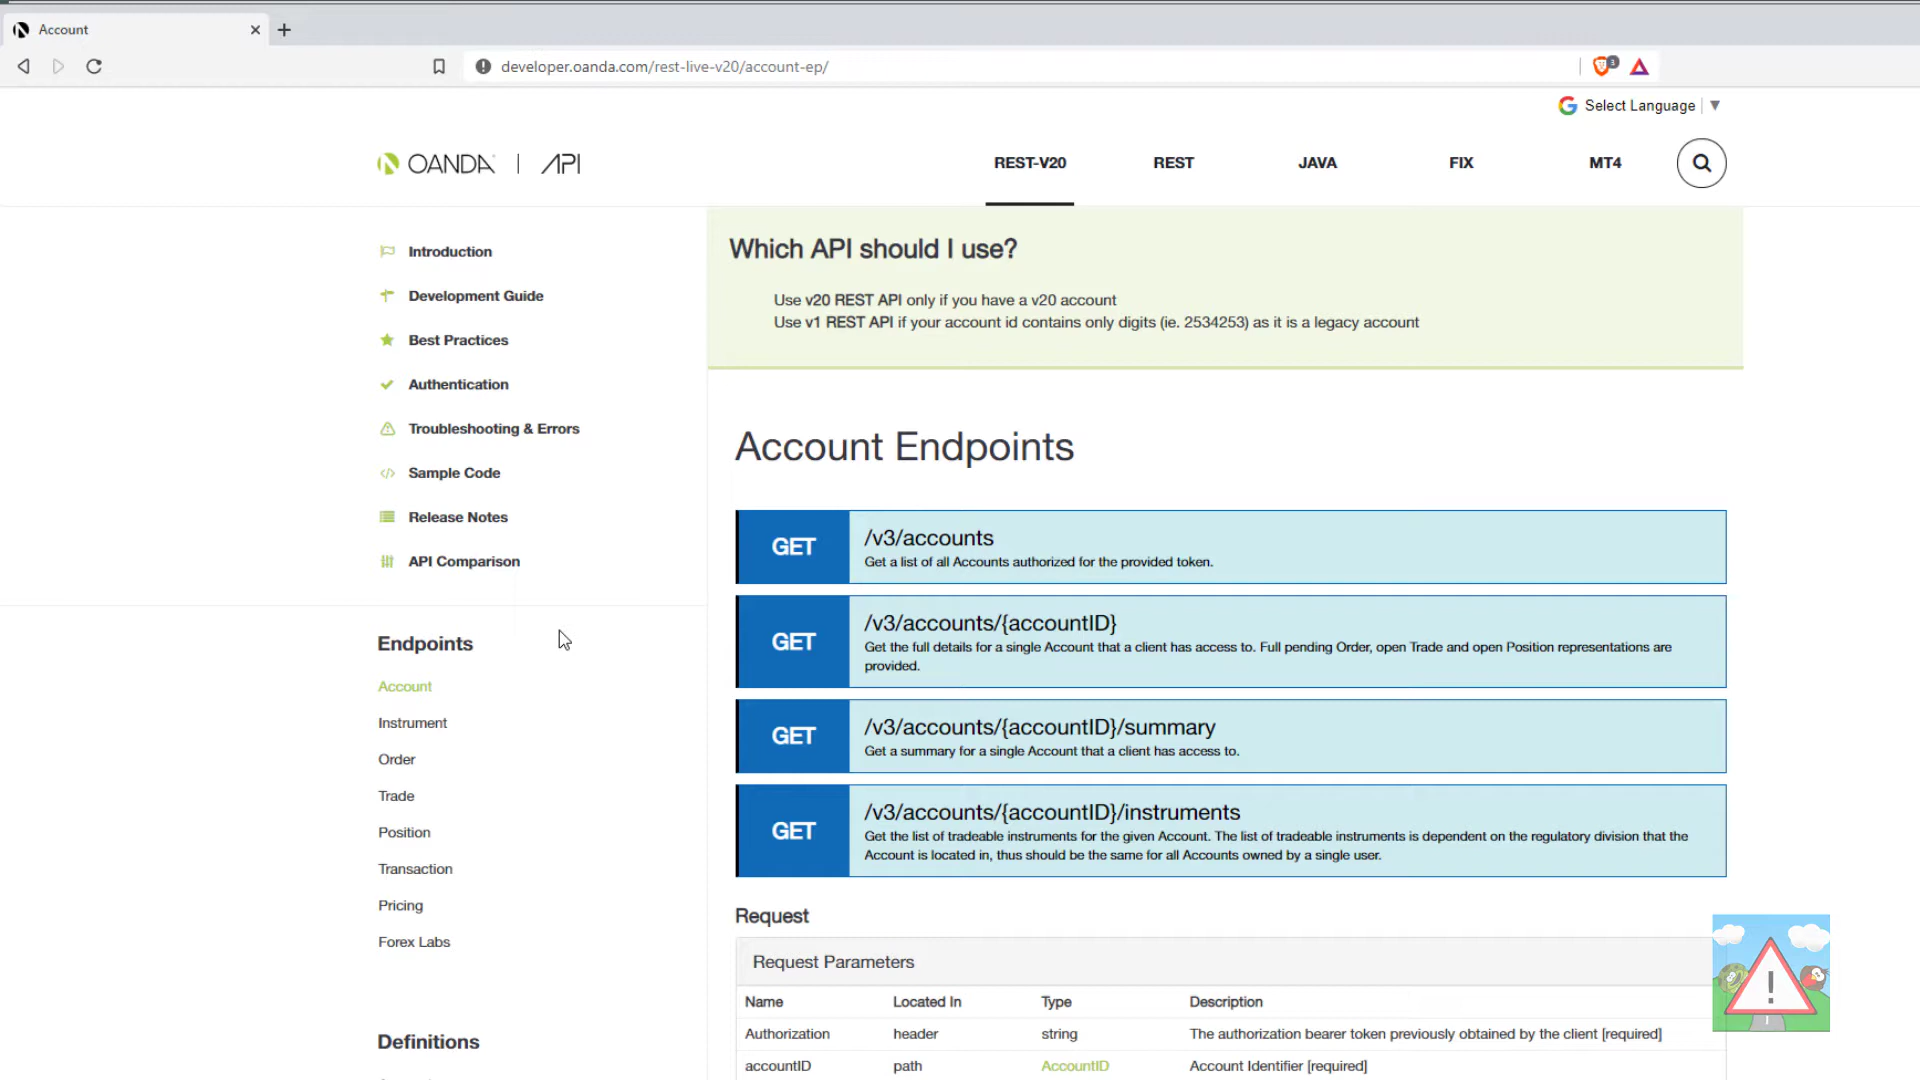 Account
developer.oanda.com/rest-live-v20/account-ep/
3
Select Language
OANDA | API
REST-V20
REST
JAVA
FIX
MT4
Introduction
Development Guide
Best Practices
Authentication
Troubleshooting & Errors
Sample Code
Release Notes
API Comparison
Endpoints
Account
Instrument
Order
Trade
Position
Transaction
Pricing
Forex Labs
Definitions
Which API should I use?
Use v20 REST API only if you have a v20 account
Use v1 REST API if your account id contains only digits (ie. 2534253) as it is a legacy account
Account Endpoints
GET
/v3/accounts
Get a list of all Accounts authorized for the provided token.
GET
/v3/accounts/{accountID}
Get the full details for a single Account that a client has access to. Full pending Order, open Trade and open Position representations are
provided.
GET
/v3/accounts/{accountID}/summary
Get a summary for a single Account that a client has access to.
GET
/v3/accounts/{accountID}/instruments
Get the list of tradeable instruments for the given Account. The list of tradeable instruments is dependent on the regulatory division that the
Account is located in, thus should be the same for all Accounts owned by a single user.
Request
Request Parameters
Name Located In Type Description
Authorization header string The authorization bearer token previously obtained by the client [required]
accountID path AccountID Account Identifier [required]